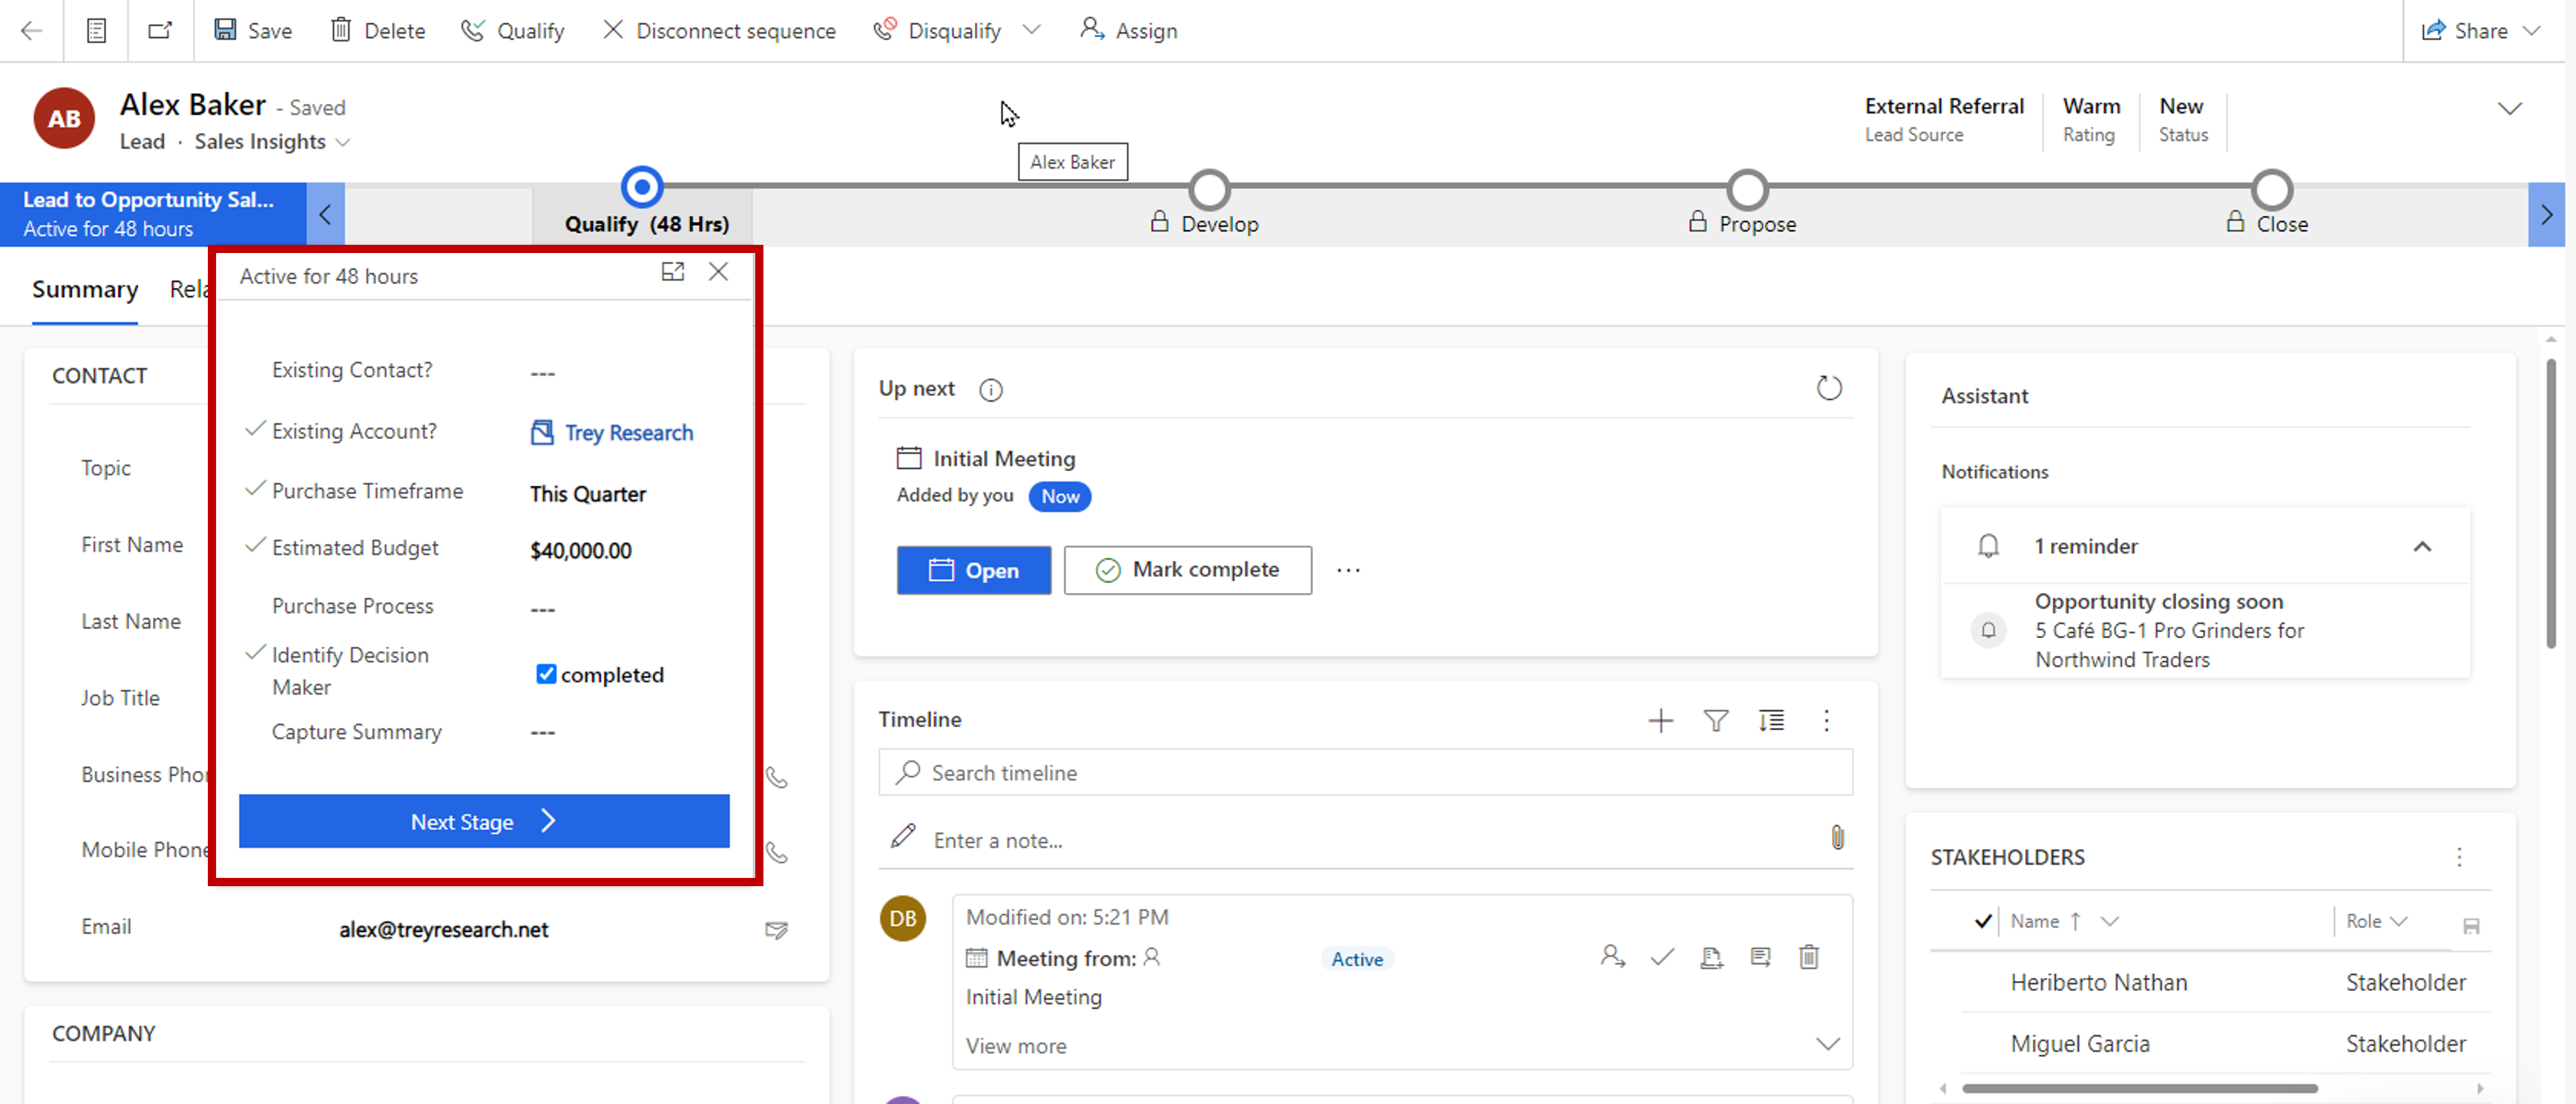 Save
Delete
Qualify
Disconnect sequence
Disqualify
Assign
Share
AB
Alex Baker - Saved
Lead · Sales Insights
External Referral
Lead Source
Warm
Rating
New
Status
Alex Baker
Lead to Opportunity Sal...
Active for 48 hours
Qualify (48 Hrs)
Develop
Propose
Close
Summary
Rela
Active for 48 hours
Existing Contact? ---
Existing Account? Trey Research
Purchase Timeframe This Quarter
Estimated Budget $40,000.00
Purchase Process ---
Identify Decision
Maker
completed
Capture Summary ---
Next Stage
CONTACT
Topic
First Name
Last Name
Job Title
Business Phon
Mobile Phone
Email alex@treyresearch.net
COMPANY
Up next
Initial Meeting
Added by you Now
Open
Mark complete
...
Timeline
Search timeline
Enter a note...
DB
Modified on: 5:21 PM
Meeting from:
Active
Initial Meeting
View more
Assistant
Notifications
1 reminder
Opportunity closing soon
5 Café BG-1 Pro Grinders for
Northwind Traders
STAKEHOLDERS
Name ↑ Role
Heriberto Nathan Stakeholder
Miguel Garcia Stakeholder